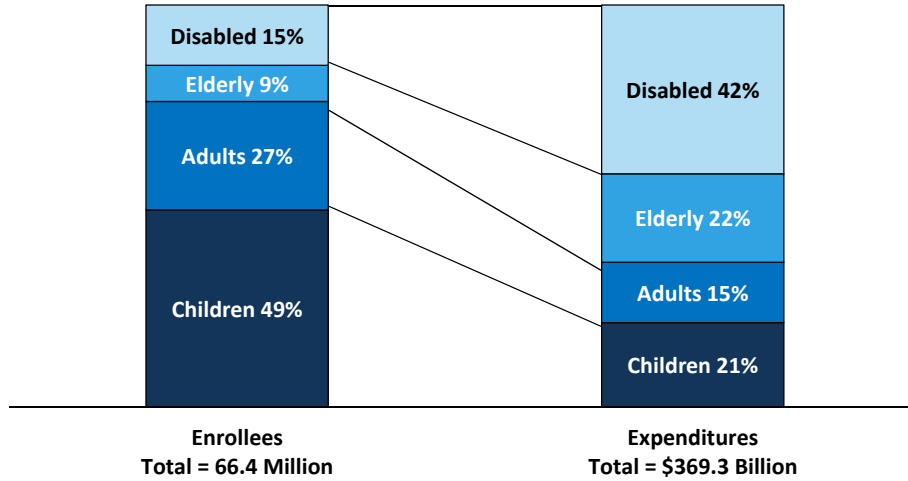 Disabled 15%
Elderly 9%
Adults 27%
Children 49%
Disabled 42%
Elderly 22%
Adults 15%
Children 21%
Enrollees
Total = 66.4 Million
Expenditures
Total = $369.3 Billion